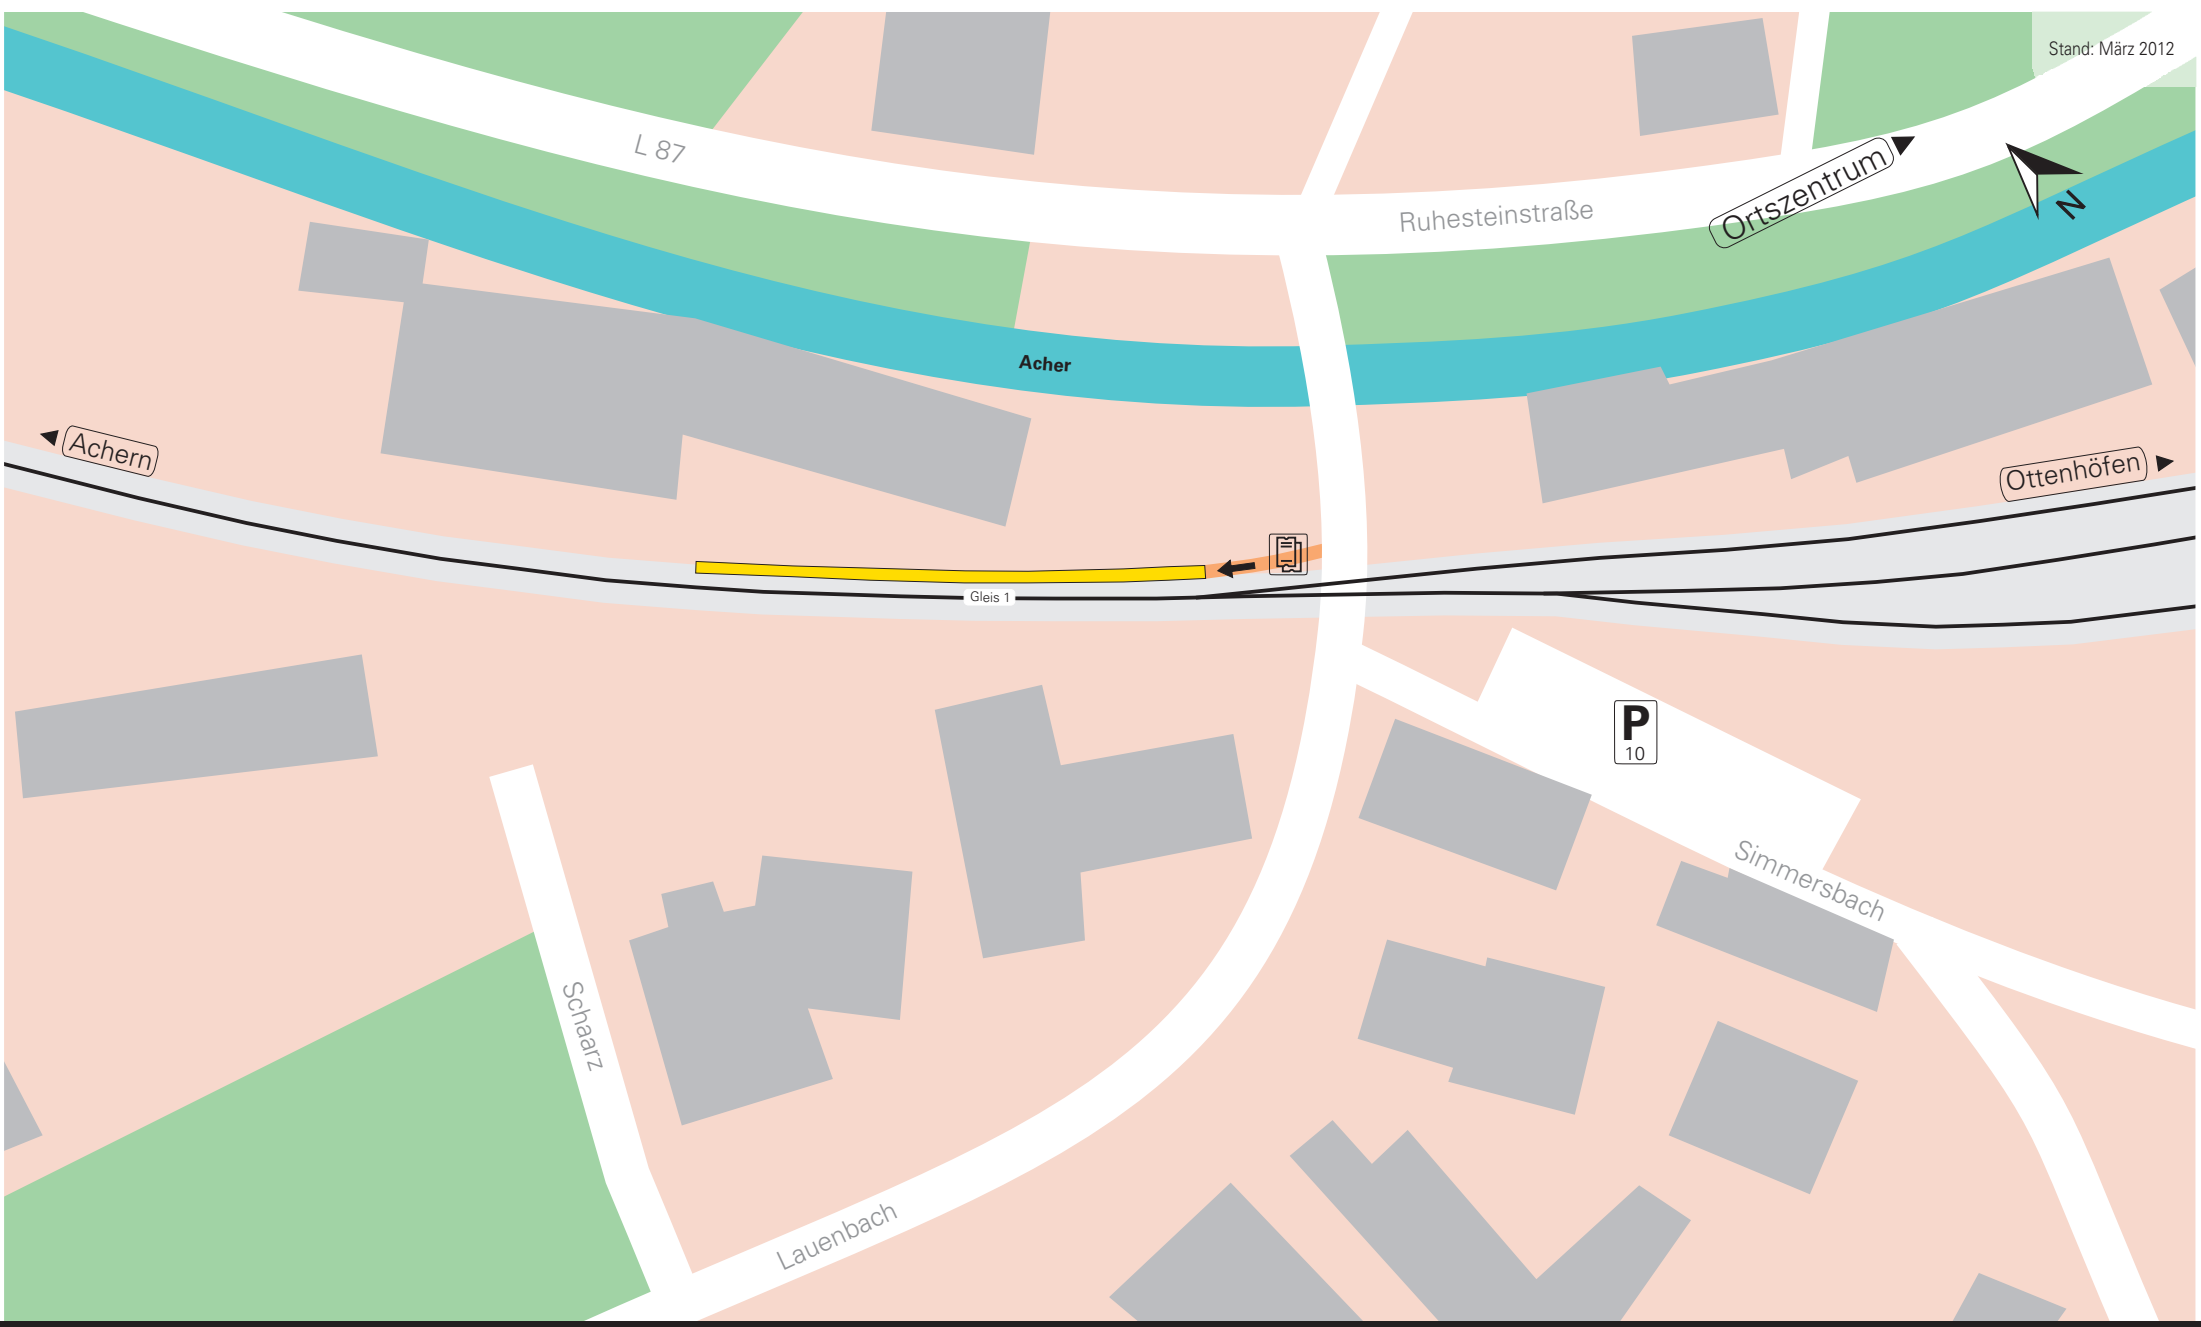 Stand: März 2012
L 87
Ortszentrum
Ruhesteinstraße
N
Acher
Achern
Ottenhöfen
Gleis 1
P
10
Simmersbach
Schaarz
Lauenbach